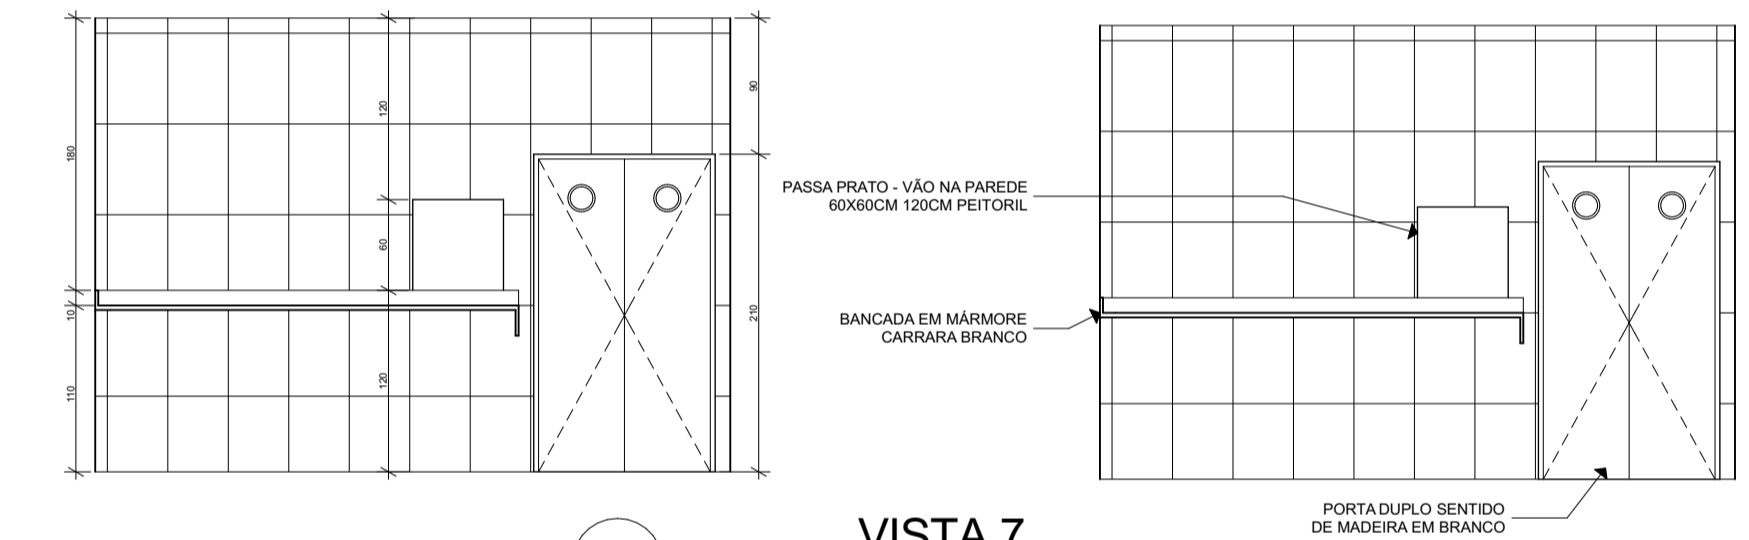 180
10
110
120
60
120
90
210
PASSA PRATO - VÃO NA PAREDE
60X60CM 120CM PEITORIL
BANCADA EM MÁRMORE
CARRARA BRANCO
PORTA DUPLO SENTIDO
DE MADEIRA EM BRANCO
VISTA 7